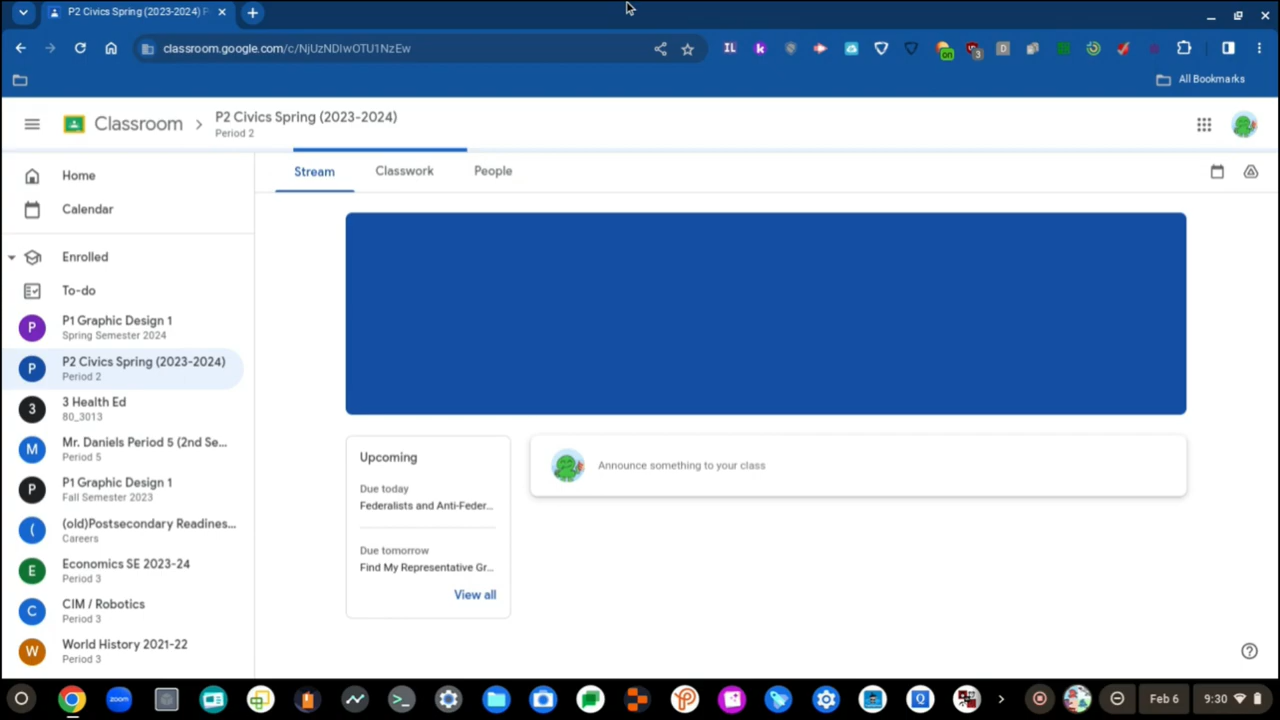 P2 Civics Spring (2023-2024) P
classroom.google.com/c/NjUzNDIwOTU1NzEw
IL
k
on
3
D
All Bookmarks
Classroom
P2 Civics Spring (2023-2024)
Period 2
Home
Calendar
Enrolled
To-do
P
P1 Graphic Design 1
Spring Semester 2024
P
P2 Civics Spring (2023-2024)
Period 2
3
3 Health Ed
80_3013
M
Mr. Daniels Period 5 (2nd Se...
Period 5
P
P1 Graphic Design 1
Fall Semester 2023
(
(old)Postsecondary Readines...
Careers
E
Economics SE 2023-24
Period 3
C
CIM / Robotics
Period 3
W
World History 2021-22
Period 3
Stream
Classwork
People
Upcoming
Due today
Federalists and Anti-Feder...
Due tomorrow
Find My Representative Gr...
View all
Announce something to your class
zoom
Q
Feb 6
9:30